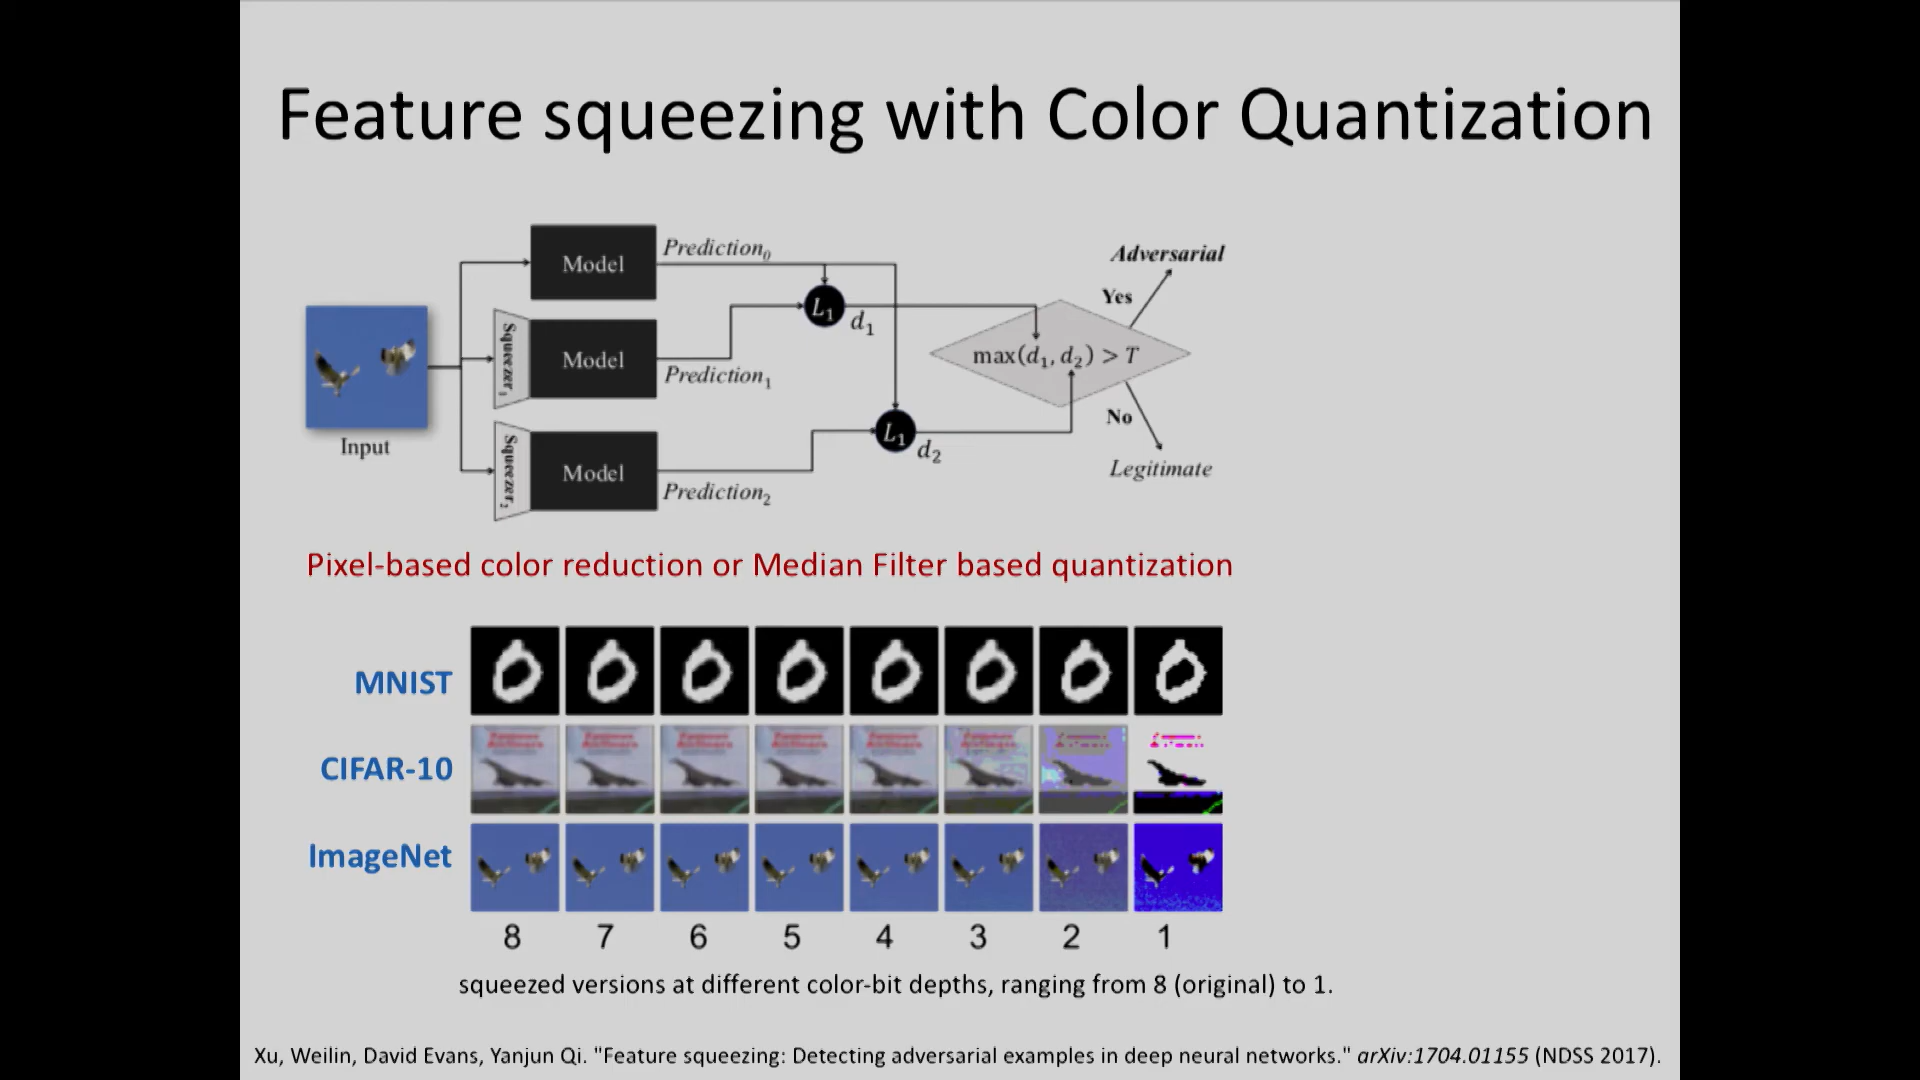 Feature squeezing with Color Quantization
Model
Prediction0
Adversarial
Yes
L1
d1
Squeezer1
Model
Prediction1
max(d1, d2) > T
No
L1
d2
Input
Squeezer2
Model
Prediction2
Legitimate
Pixel-based color reduction or Median Filter based quantization
MNIST
CIFAR-10
ImageNet
8 7 6 5 4 3 2 1
squeezed versions at different color-bit depths, ranging from 8 (original) to 1.
Xu, Weilin, David Evans, Yanjun Qi. "Feature squeezing: Detecting adversarial examples in deep neural networks." arXiv:1704.01155 (NDSS 2017).